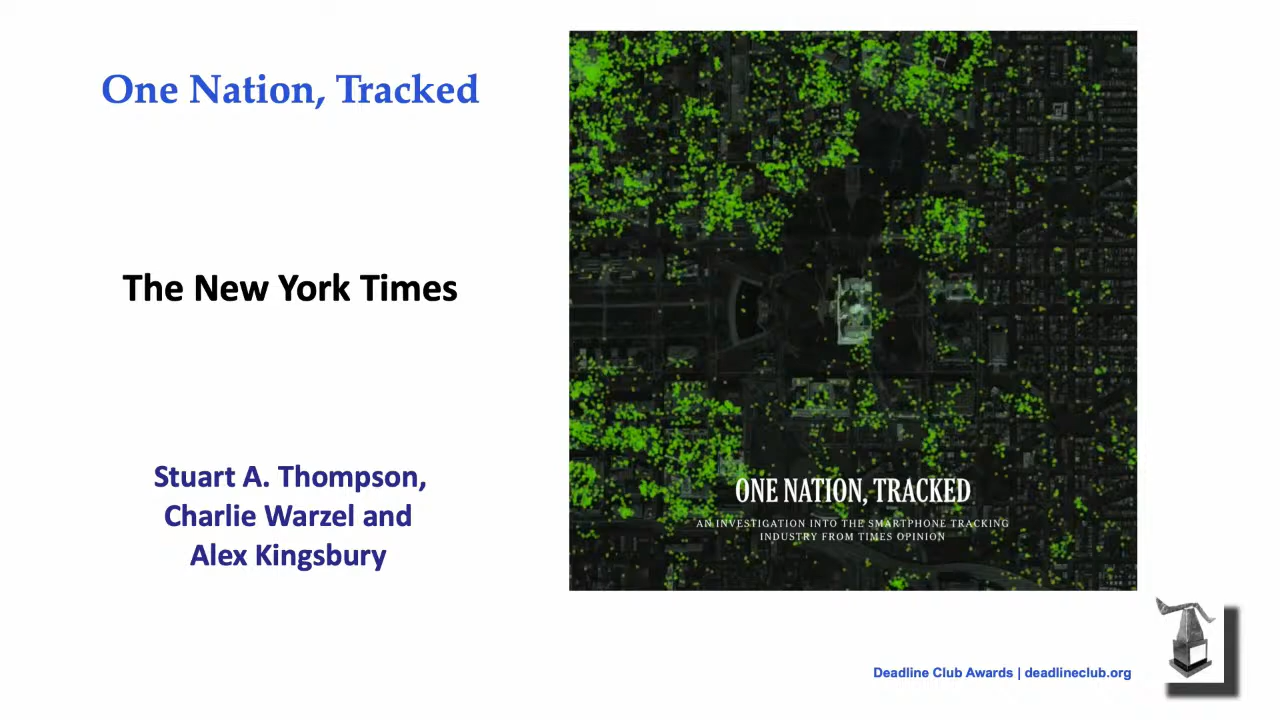 One Nation, Tracked
The New York Times
Stuart A. Thompson,
Charlie Warzel and
Alex Kingsbury
ONE NATION, TRACKED
AN INVESTIGATION INTO THE SMARTPHONE TRACKING
INDUSTRY FROM TIMES OPINION
Deadline Club Awards | deadlineclub.org